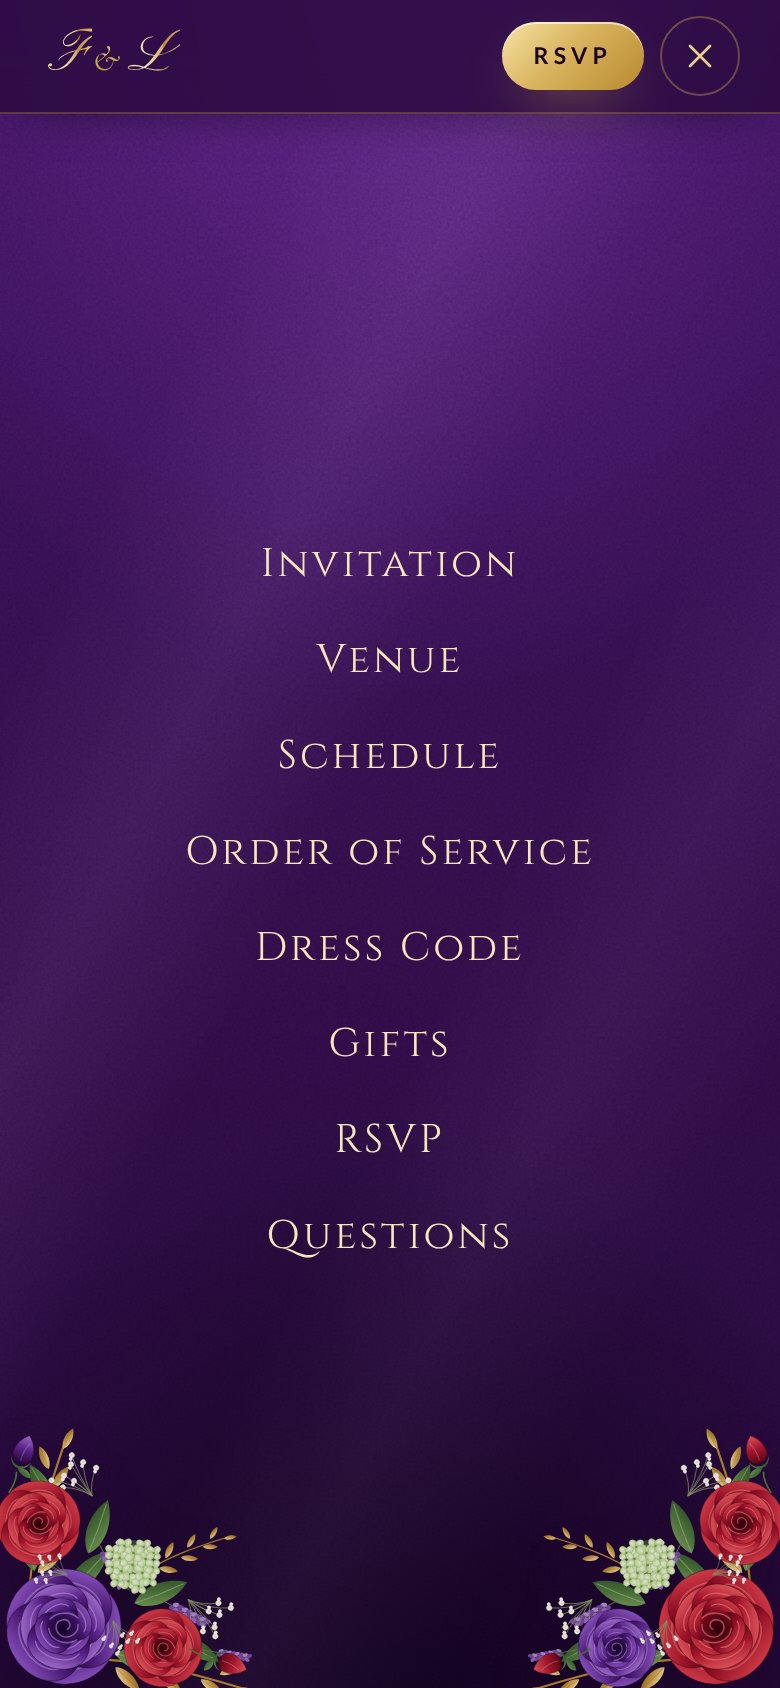 F & L
RSVP
Invitation
Venue
Schedule
Order of Service
Dress Code
Gifts
RSVP
Questions